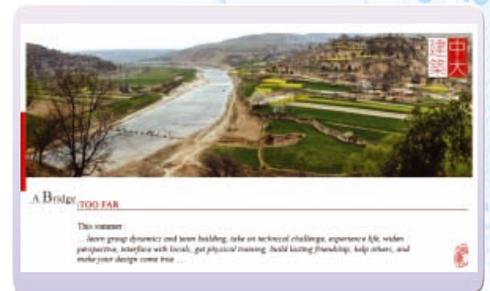 中大
建築
A Bridge TOO FAR
This summer
... learn group dynamics and team building, take on technical challenge, experience life, widen
perspective, interface with locals, get physical training, build lasting friendship, help others, and
make your design come true ...